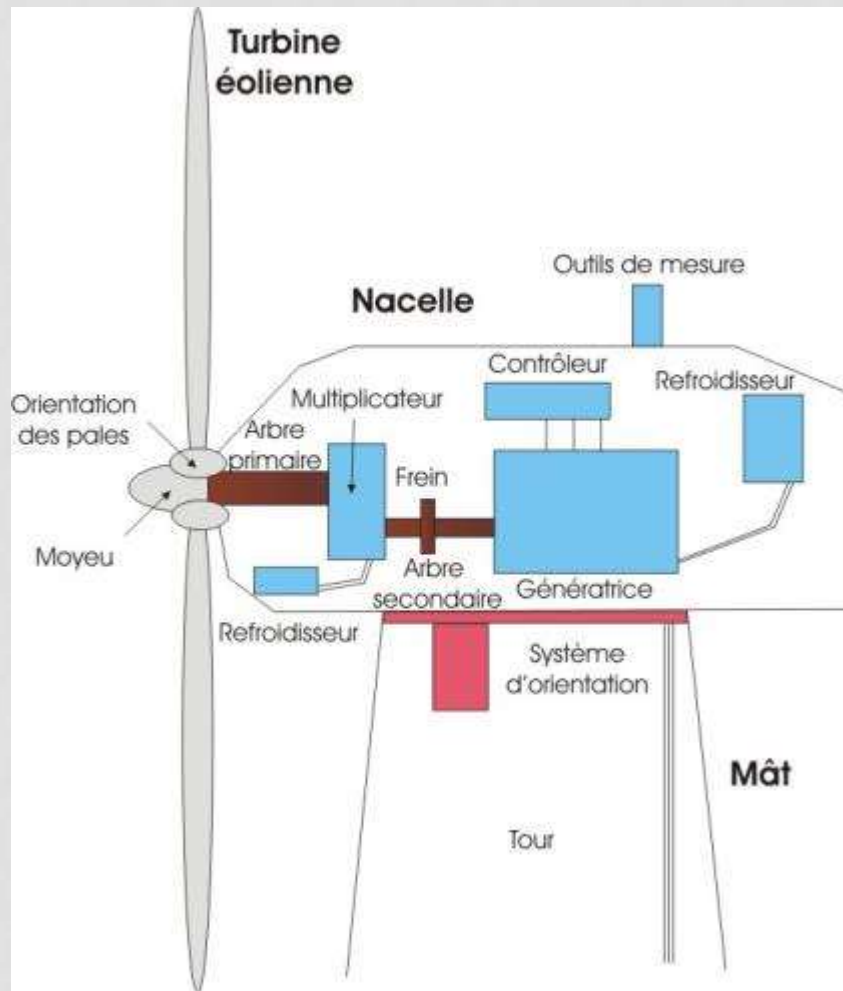 Turbine
éolienne
Outils de mesure
Nacelle
Contrôleur
Refroidisseur
Multiplicateur
Orientation
des pales
Arbre
primaire
Frein
Moyeu
Arbre
secondaire
Génératrice
Refroidisseur
Système
d'orientation
Mât
Tour